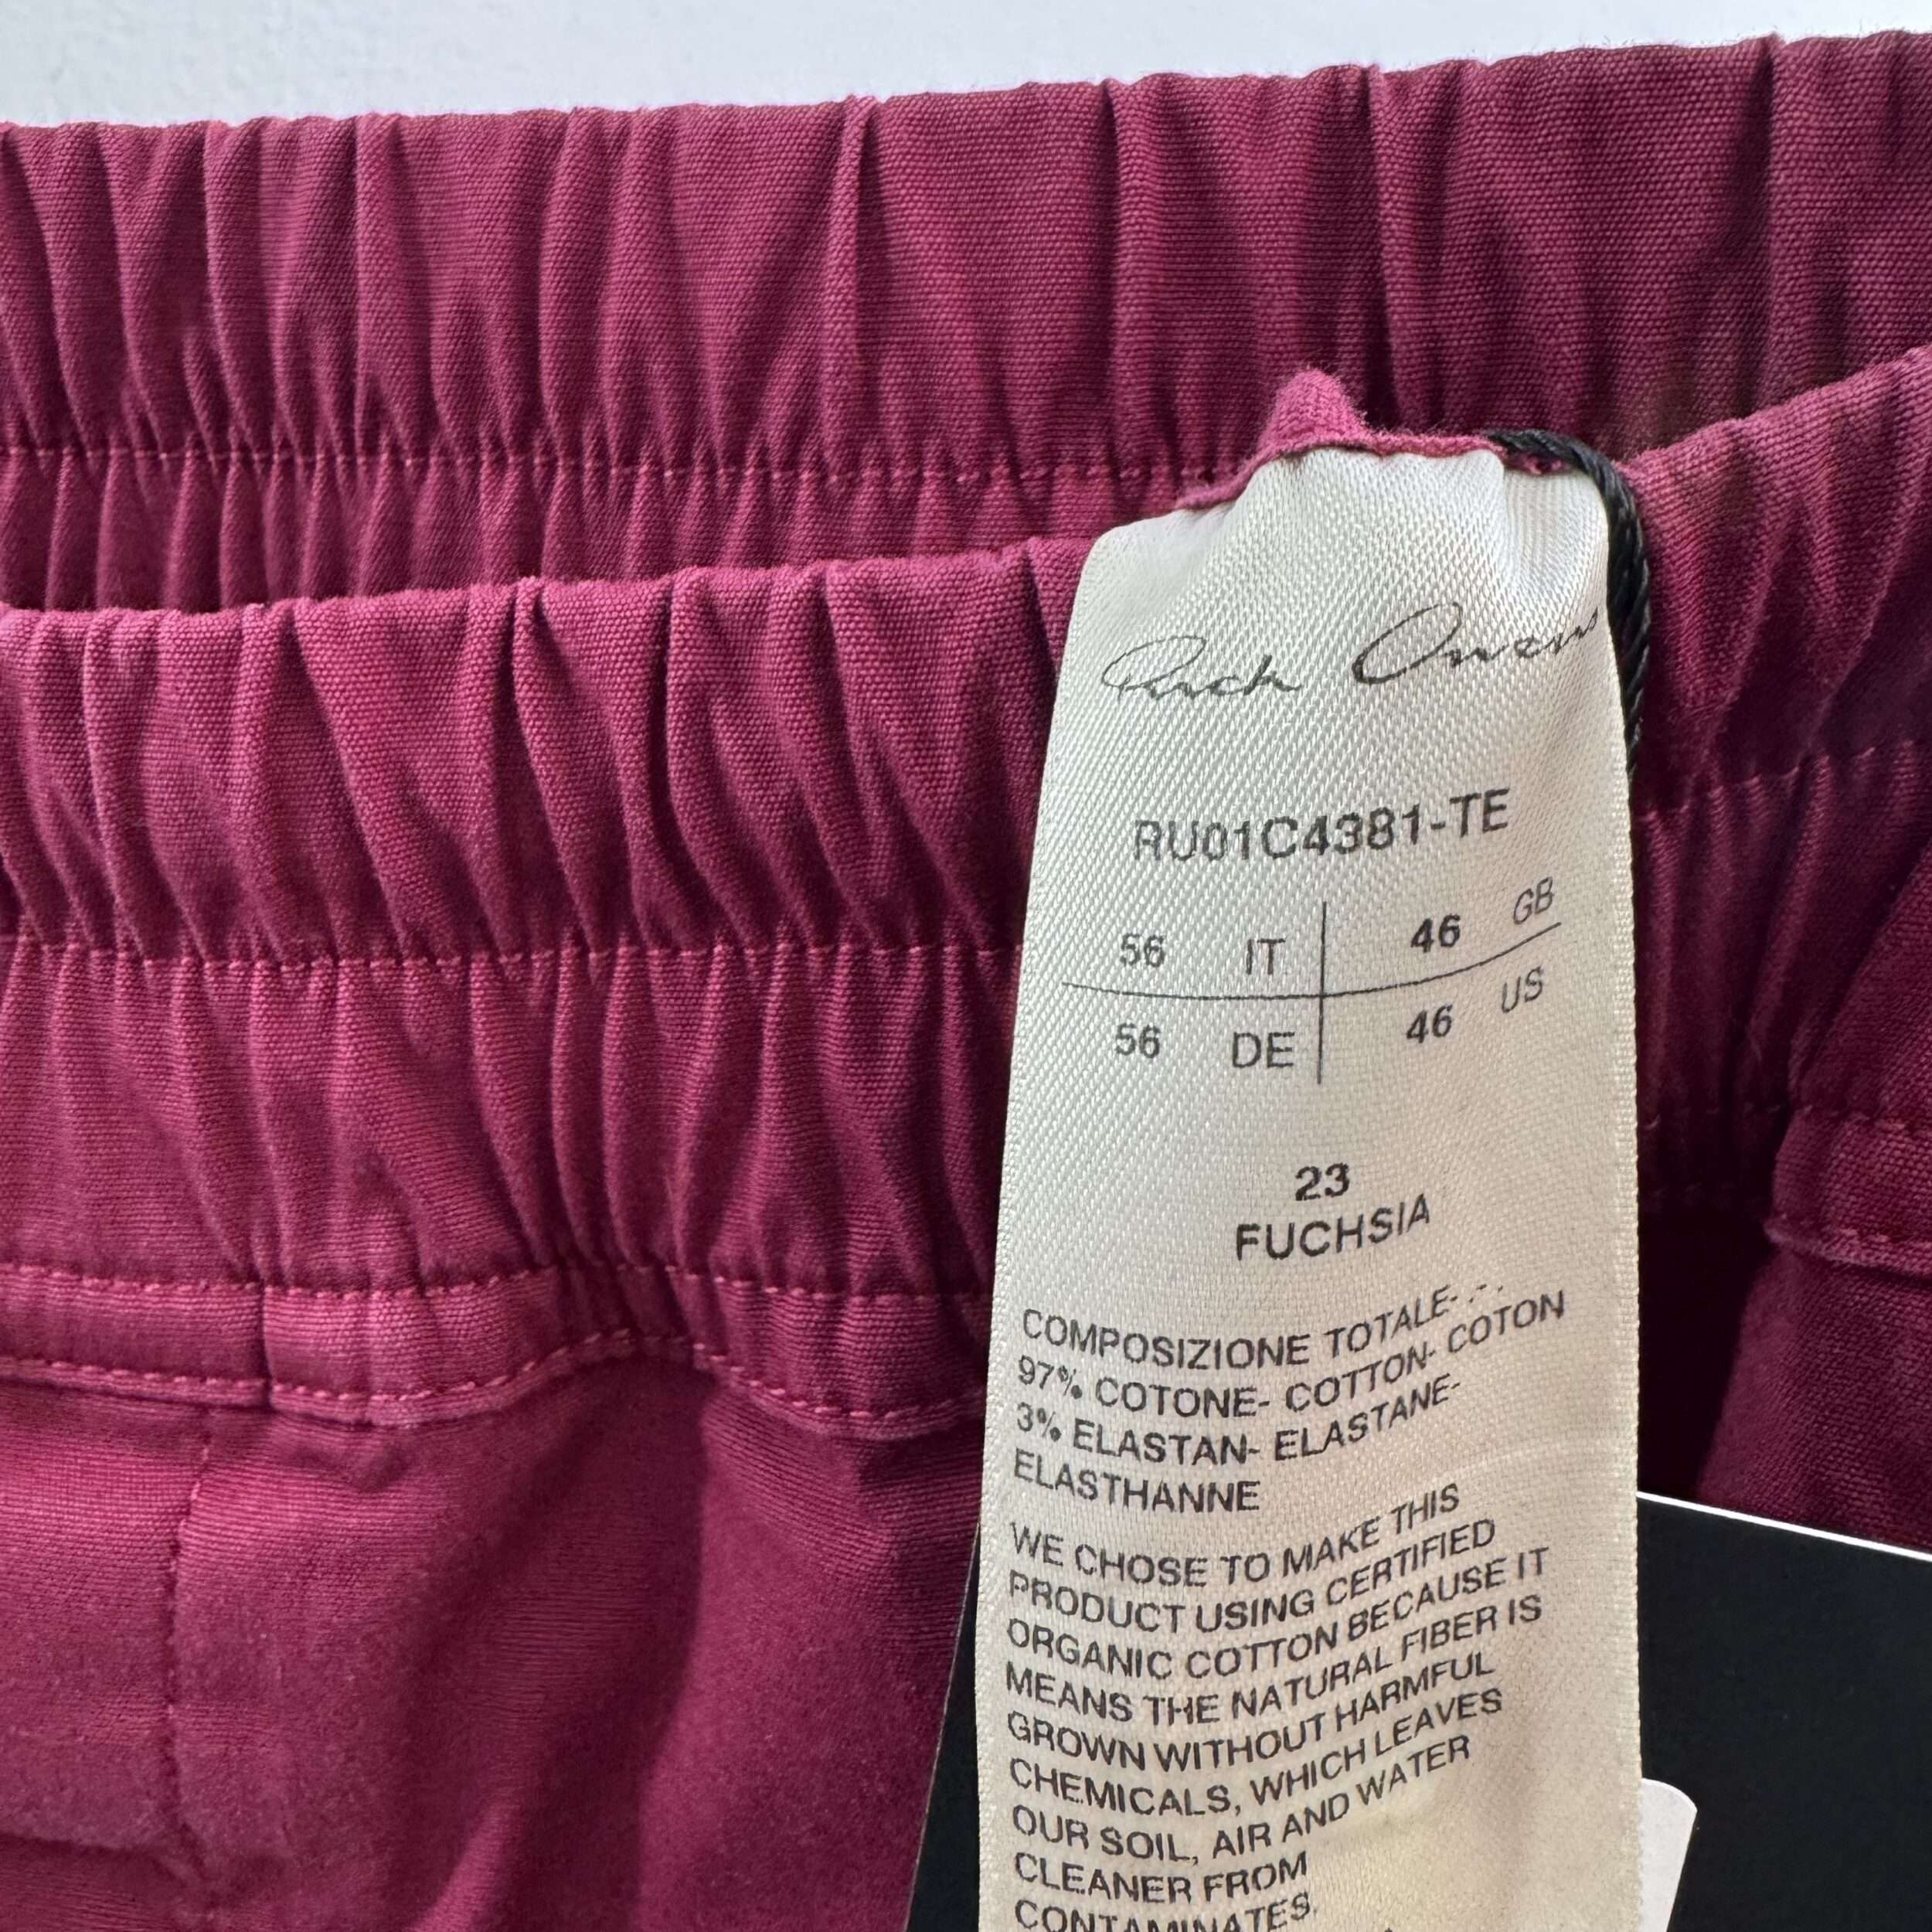 Rick Owens
RU01C4381-TE
56 IT 46 GB
56 DE 46 US
23
FUCHSIA
COMPOSIZIONE TOTALE-
97% COTONE- COTTON- COTON
3% ELASTAN- ELASTANE-
ELASTHANNE
WE CHOSE TO MAKE THIS
PRODUCT USING CERTIFIED
ORGANIC COTTON BECAUSE IT
MEANS THE NATURAL FIBER IS
GROWN WITHOUT HARMFUL
CHEMICALS, WHICH LEAVES
OUR SOIL, AIR AND WATER
CLEANER FROM
CONTAMINATES.